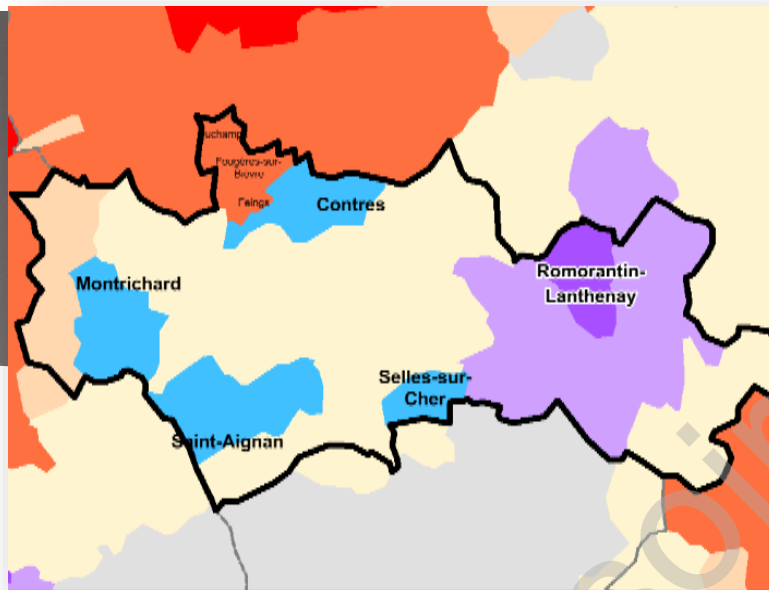 Fougères-sur-
Bièvre
Feings
Contres
Montrichard
Romorantin-
Lanthenay
Selles-sur-
Cher
Saint-Aignan